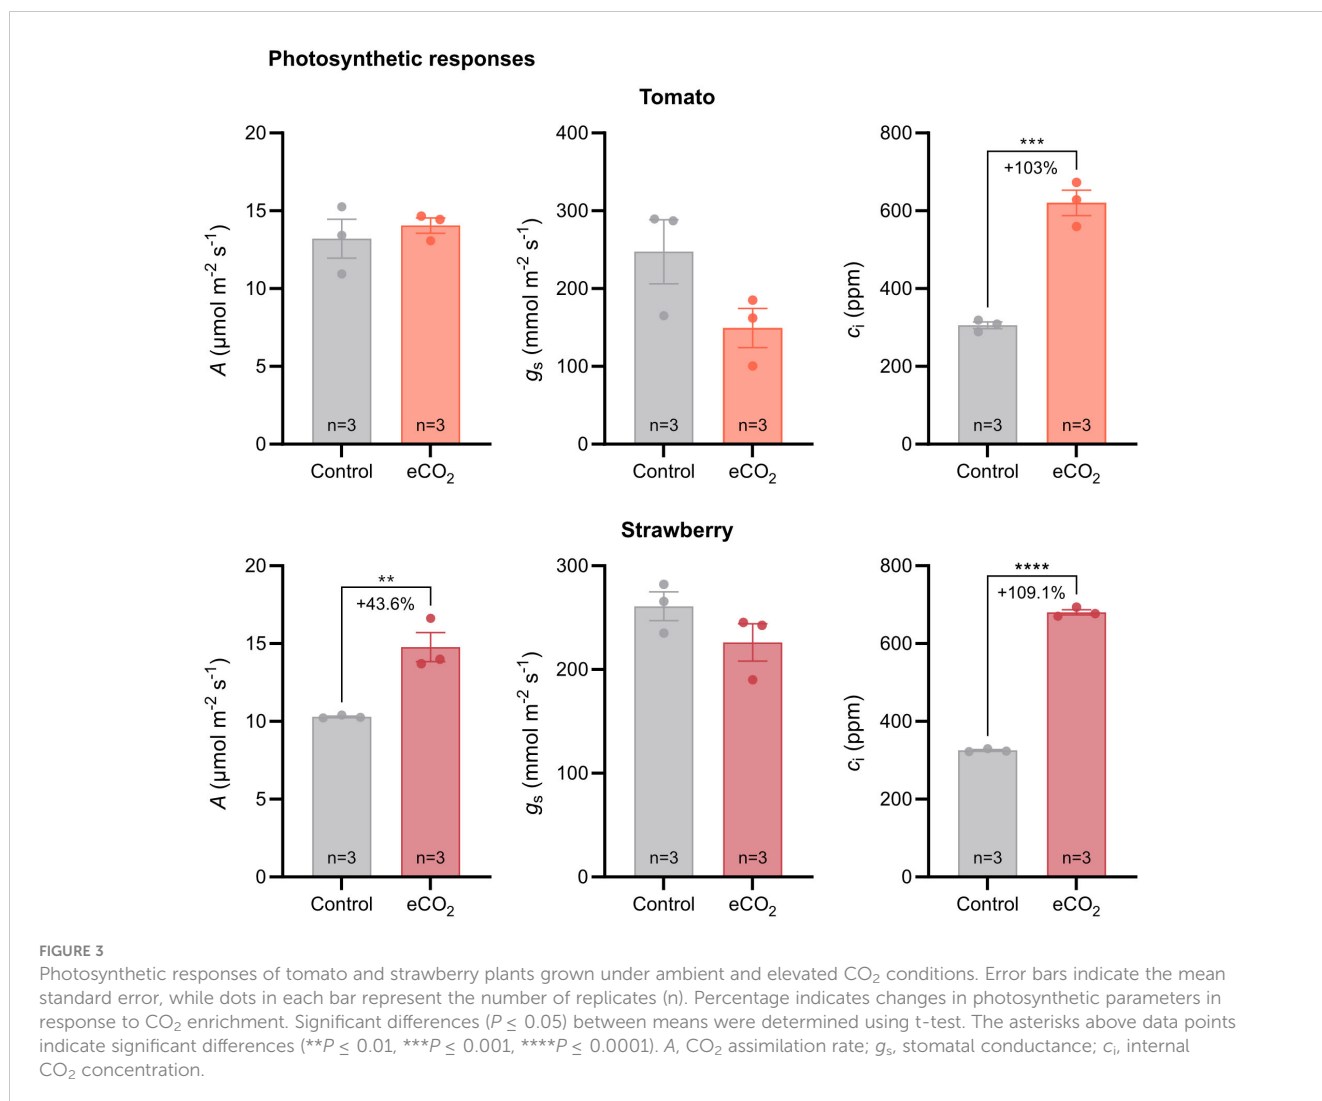 Photosynthetic responses
Tomato
20
15
10
5
0
A (µmol m-2 s-1)
n=3
n=3
Control
eCO2
400
300
200
100
0
gs (mmol m-2 s-1)
n=3
n=3
Control
eCO2
800
600
400
200
0
ci (ppm)
***
+103%
n=3
n=3
Control
eCO2
Strawberry
20
15
10
5
0
A (µmol m-2 s-1)
**
+43.6%
n=3
n=3
Control
eCO2
300
200
100
0
gs (mmol m-2 s-1)
n=3
n=3
Control
eCO2
800
600
400
200
0
ci (ppm)
****
+109.1%
n=3
n=3
Control
eCO2
FIGURE 3
Photosynthetic responses of tomato and strawberry plants grown under ambient and elevated CO2 conditions. Error bars indicate the mean
standard error, while dots in each bar represent the number of replicates (n). Percentage indicates changes in photosynthetic parameters in
response to CO2 enrichment. Significant differences (P ≤ 0.05) between means were determined using t-test. The asterisks above data points
indicate significant differences (**P ≤ 0.01, ***P ≤ 0.001, ****P ≤ 0.0001). A, CO2 assimilation rate; gs, stomatal conductance; ci, internal
CO2 concentration.